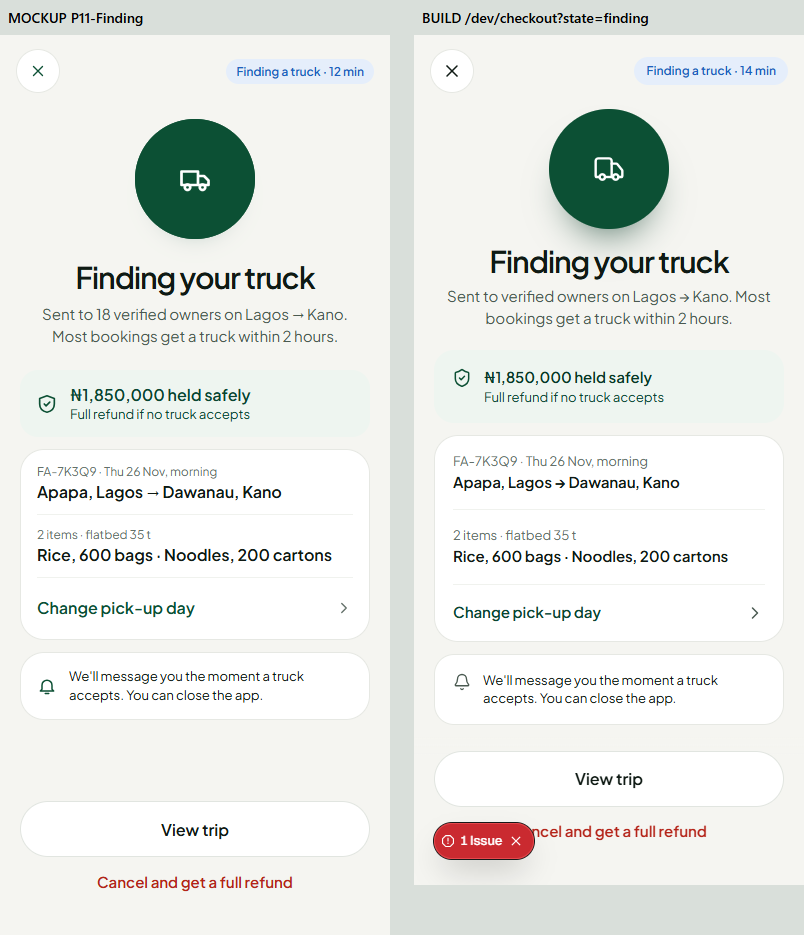 MOCKUP P11-Finding
Finding a truck · 12 min
Finding your truck
Sent to 18 verified owners on Lagos → Kano.
Most bookings get a truck within 2 hours.
₦1,850,000 held safely
Full refund if no truck accepts
FA-7K3Q9 · Thu 26 Nov, morning
Apapa, Lagos → Dawanau, Kano
2 items · flatbed 35 t
Rice, 600 bags · Noodles, 200 cartons
Change pick-up day
We'll message you the moment a truck
accepts. You can close the app.
View trip
Cancel and get a full refund
BUILD /dev/checkout?state=finding
Finding a truck · 14 min
Finding your truck
Sent to verified owners on Lagos → Kano. Most
bookings get a truck within 2 hours.
₦1,850,000 held safely
Full refund if no truck accepts
FA-7K3Q9 · Thu 26 Nov, morning
Apapa, Lagos → Dawanau, Kano
2 items · flatbed 35 t
Rice, 600 bags · Noodles, 200 cartons
Change pick-up day
We'll message you the moment a truck
accepts. You can close the app.
View trip
ncel and get a full refund
1 Issue